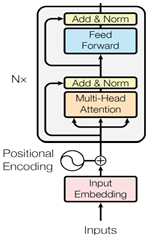 Add & Norm
Feed
Forward
N×
Add & Norm
Multi-Head
Attention
Positional
Encoding
Input
Embedding
Inputs